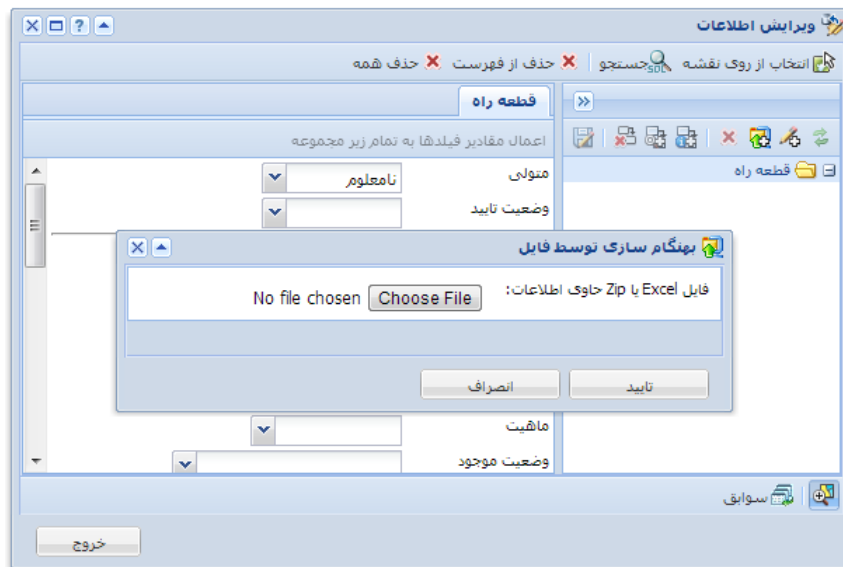 ویرایش اطلاعات
انتخاب از روی نقشه جستجو حذف از فهرست حذف همه
قطعه راه
اعمال مقادیر فیلدها به تمام زیر مجموعه
قطعه راه
متولی نامعلوم
وضعیت تایید
بهنگام سازی توسط فایل
فایل Excel یا Zip حاوی اطلاعات: Choose File No file chosen
تایید انصراف
ماهیت
وضعیت موجود
سوابق
خروج